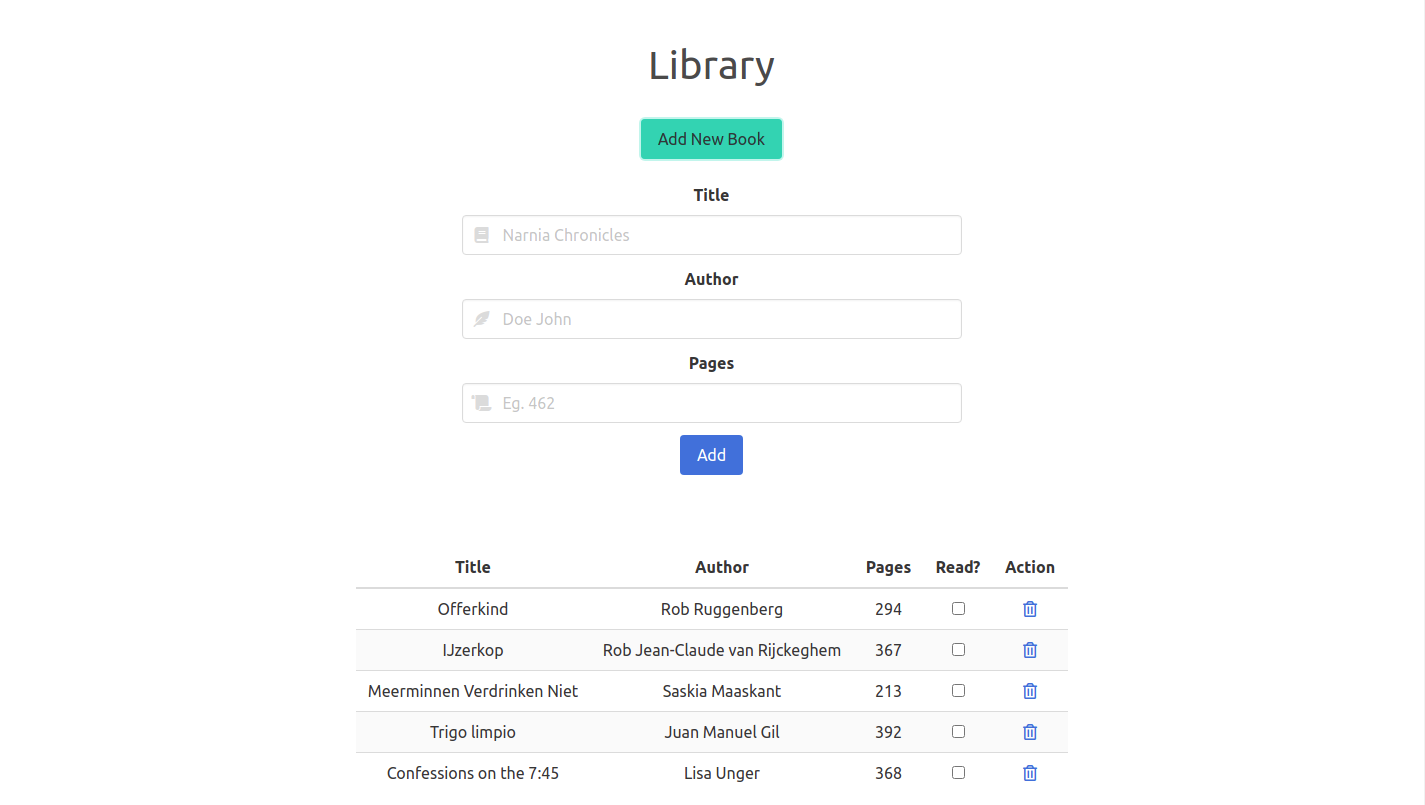 Library
Add New Book
Title
Narnia Chronicles
Author
Doe John
Pages
Eg. 462
Add
Title Author Pages Read? Action
Offerkind Rob Ruggenberg 294
IJzerkop Rob Jean-Claude van Rijckeghem 367
Meerminnen Verdrinken Niet Saskia Maaskant 213
Trigo limpio Juan Manuel Gil 392
Confessions on the 7:45 Lisa Unger 368